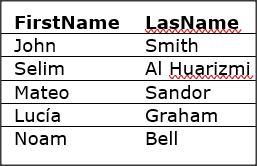 FirstName LasName
John Smith
Selim Al Huarizmi
Mateo Sandor
Lucía Graham
Noam Bell